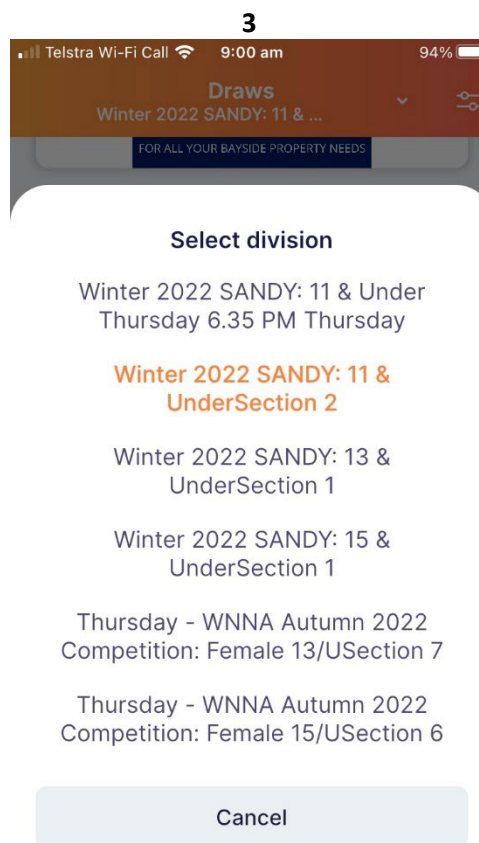 3
Telstra Wi-Fi Call 9:00 am 94%
Draws
Winter 2022 SANDY: 11 & ...
FOR ALL YOUR BAYSIDE PROPERTY NEEDS
Select division
Winter 2022 SANDY: 11 & Under
Thursday 6.35 PM Thursday
Winter 2022 SANDY: 11 &
UnderSection 2
Winter 2022 SANDY: 13 &
UnderSection 1
Winter 2022 SANDY: 15 &
UnderSection 1
Thursday - WNNA Autumn 2022
Competition: Female 13/USection 7
Thursday - WNNA Autumn 2022
Competition: Female 15/USection 6
Cancel